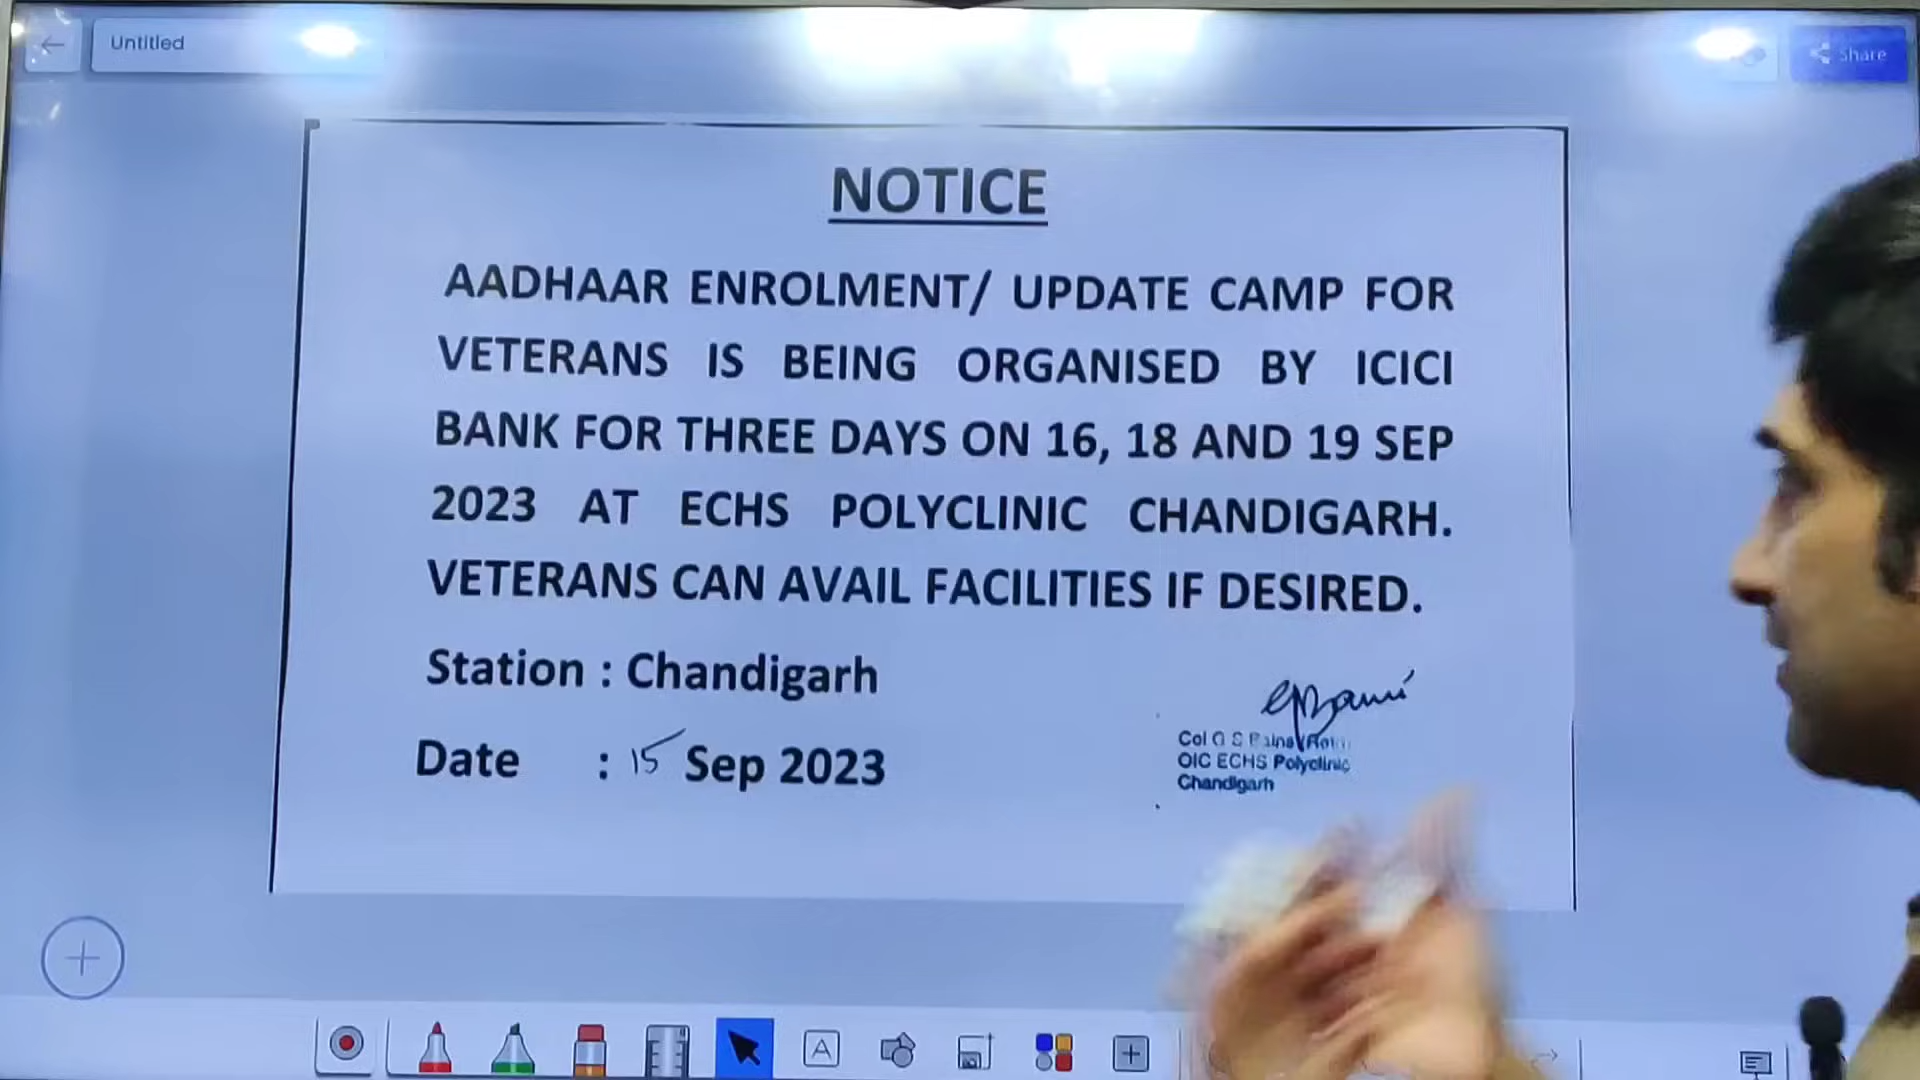 Untitled
Share
NOTICE
AADHAAR ENROLMENT/ UPDATE CAMP FOR
VETERANS IS BEING ORGANISED BY ICICI
BANK FOR THREE DAYS ON 16, 18 AND 19 SEP
2023 AT ECHS POLYCLINIC CHANDIGARH.
VETERANS CAN AVAIL FACILITIES IF DESIRED.
Station : Chandigarh
Date : 15 Sep 2023
Col G S
OIC ECHS Polyclinic
Chandigarh
A